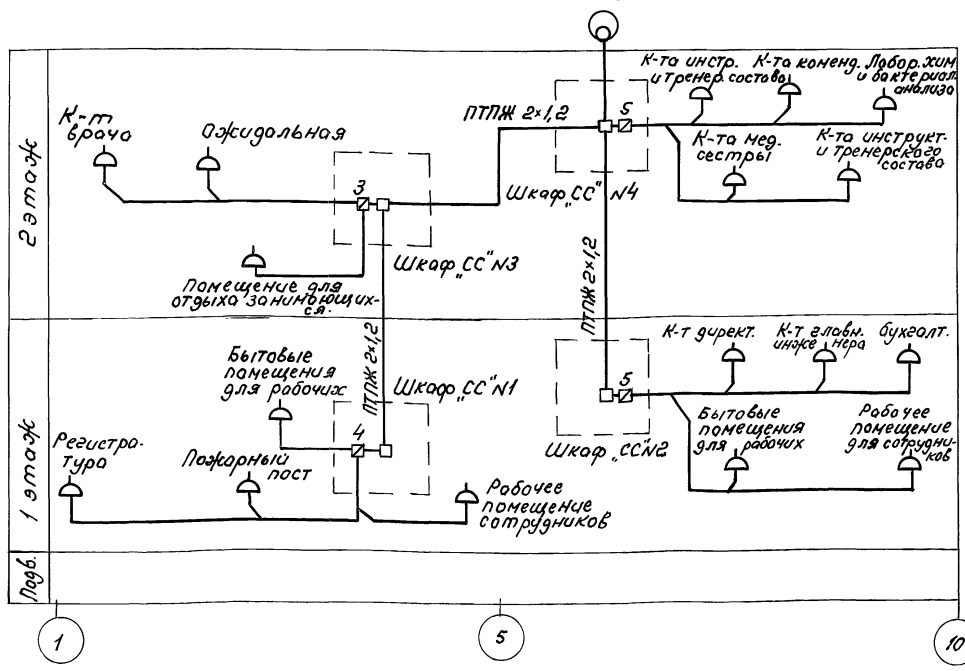 К-та инстр.
и тренер состава
К-та коменд.
Лабор. хим
и бактериал.
анализа
5
ПТПЖ 2×1,2
К-т
врача
Ожидальная
К-та мед.
сестры
К-та инструкт-
и тренерского
состава
3
Шкаф „СС" N4
Шкаф „СС" N3
Помещение для
отдыха занимающих-
ся.
2 этаж
ПТПЖ 2×1,2
ПТПЖ 2×1,2
Бытовые
помещения
для рабочих
Шкаф „СС" N1
К-т директ.
К-т главн.
инженера
бухгалт.
5
4
Регистра-
тура
Пожарный
пост
Шкаф „СС" N2
Бытовые
помещения
для рабочих
Рабочее
помещение
для сотрудни-
ков
Рабочее
помещение
сотрудников
1 этаж
Подв.
1
5
10